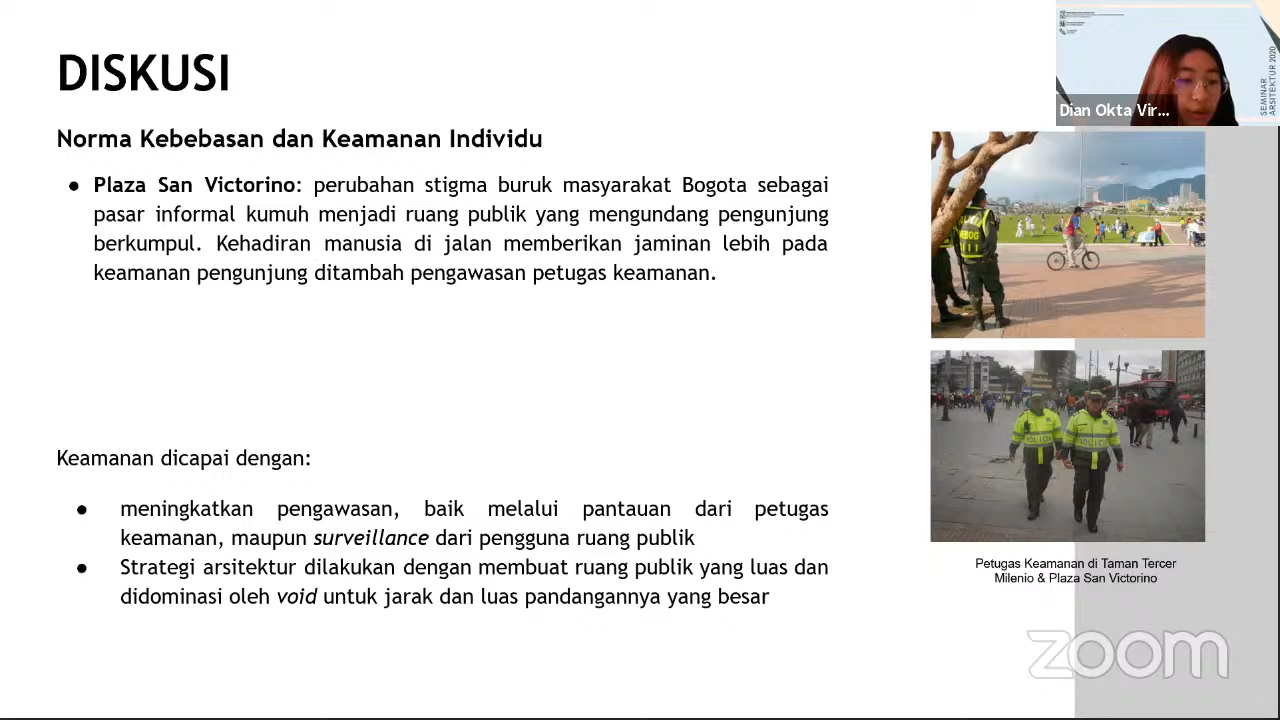 DISKUSI
Norma Kebebasan dan Keamanan Individu
● Plaza San Victorino: perubahan stigma buruk masyarakat Bogota sebagai
pasar informal kumuh menjadi ruang publik yang mengundang pengunjung
berkumpul. Kehadiran manusia di jalan memberikan jaminan lebih pada
keamanan pengunjung ditambah pengawasan petugas keamanan.
Keamanan dicapai dengan:
● meningkatkan pengawasan, baik melalui pantauan dari petugas
keamanan, maupun surveillance dari pengguna ruang publik
● Strategi arsitektur dilakukan dengan membuat ruang publik yang luas dan
didominasi oleh void untuk jarak dan luas pandangannya yang besar
Dian Okta Vir...
SEMINAR
ARSITEKTUR 2020
POLICIA
POLICIA
Petugas Keamanan di Taman Tercer
Milenio & Plaza San Victorino
zoom